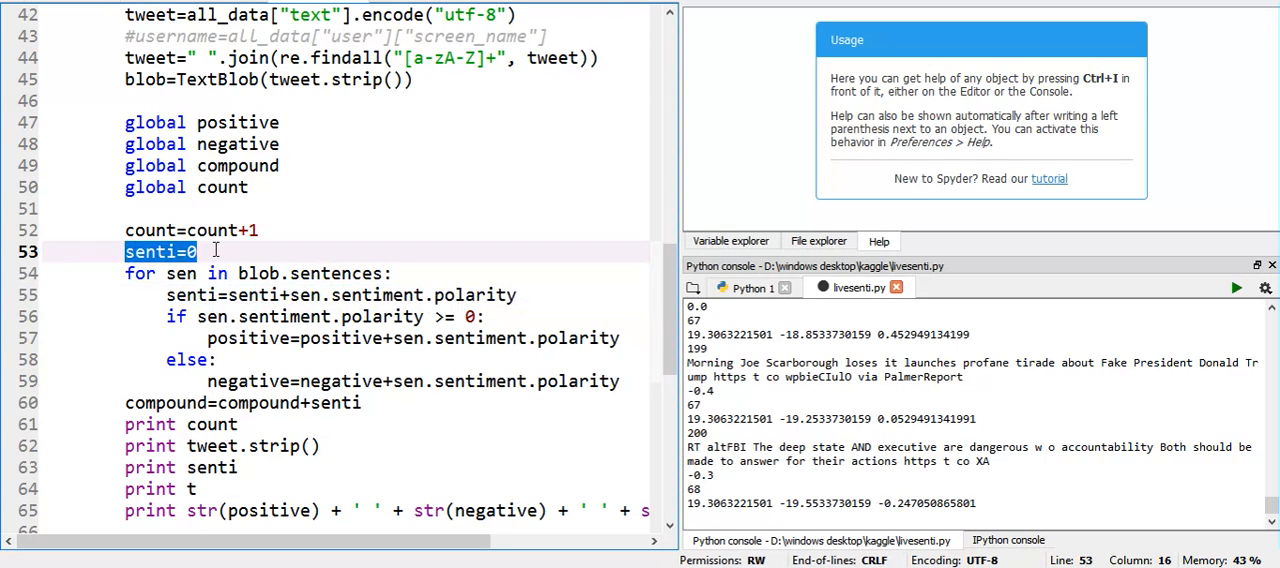 42 tweet=all_data["text"].encode("utf-8")
43 #username=all_data["user"]["screen_name"]
44 tweet=" ".join(re.findall("[a-zA-Z]+", tweet))
45 blob=TextBlob(tweet.strip())
46
47 global positive
48 global negative
49 global compound
50 global count
51
52 count=count+1
53 senti=0
54 for sen in blob.sentences:
55 senti=senti+sen.sentiment.polarity
56 if sen.sentiment.polarity >= 0:
57 positive=positive+sen.sentiment.polarity
58 else:
59 negative=negative+sen.sentiment.polarity
60 compound=compound+senti
61 print count
62 print tweet.strip()
63 print senti
64 print t
65 print str(positive) + ' ' + str(negative) + ' ' + s
Usage
Here you can get help of any object by pressing Ctrl+I in
front of it, either on the Editor or the Console.
Help can also be shown automatically after writing a left
parenthesis next to an object. You can activate this
behavior in Preferences > Help.
New to Spyder? Read our tutorial
Variable explorer File explorer Help
Python console - D:\windows desktop\kaggle\livesenti.py
Python 1 livesenti.py
0.0
67
19.3063221501 -18.8533730159 0.452949134199
199
Morning Joe Scarborough loses it launches profane tirade about Fake President Donald Tr
ump https t co wpbieCIulO via PalmerReport
-0.4
67
19.3063221501 -19.2533730159 0.0529491341991
200
RT altFBI The deep state AND executive are dangerous w o accountability Both should be
made to answer for their actions https t co XA
-0.3
68
19.3063221501 -19.5533730159 -0.247050865801
Python console - D:\windows desktop\kaggle\livesenti.py IPython console
Permissions: RW End-of-lines: CRLF Encoding: UTF-8 Line: 53 Column: 16 Memory: 43 %